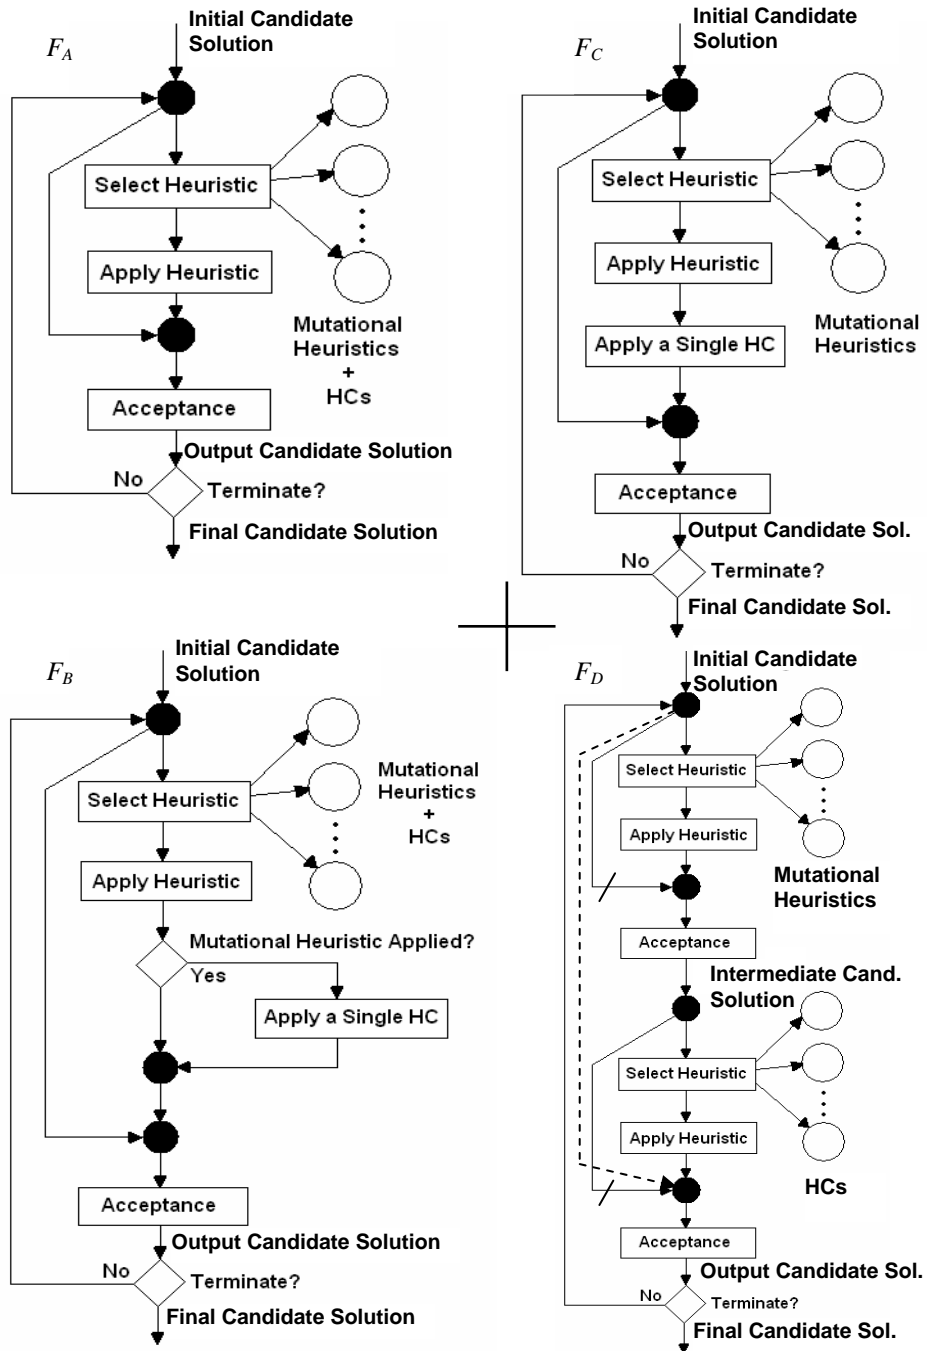 F_A
Initial Candidate
Solution
Select Heuristic
Apply Heuristic
Mutational
Heuristics
+
HCs
Acceptance
Output Candidate Solution
No
Terminate?
Final Candidate Solution
F_C
Initial Candidate
Solution
Select Heuristic
Apply Heuristic
Apply a Single HC
Mutational
Heuristics
Acceptance
Output Candidate Sol.
No
Terminate?
Final Candidate Sol.
F_B
Initial Candidate
Solution
Select Heuristic
Mutational
Heuristics
+
HCs
Apply Heuristic
Mutational Heuristic Applied?
Yes
Apply a Single HC
Acceptance
Output Candidate Solution
No
Terminate?
Final Candidate Solution
F_D
Initial Candidate
Solution
Select Heuristic
Apply Heuristic
Mutational
Heuristics
Acceptance
Intermediate Cand.
Solution
Select Heuristic
Apply Heuristic
HCs
Acceptance
Output Candidate Sol.
No
Terminate?
Final Candidate Sol.